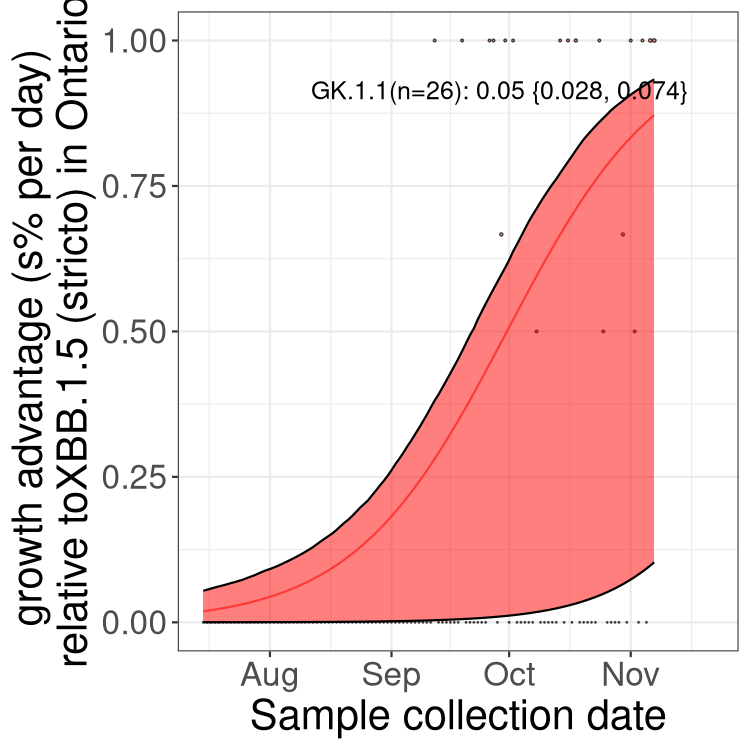 growth advantage (s% per day)
relative toXBB.1.5 (stricto) in Ontario
1.00
0.75
0.50
0.25
0.00
GK.1.1(n=26): 0.05 {0.028, 0.074}
Aug Sep Oct Nov
Sample collection date